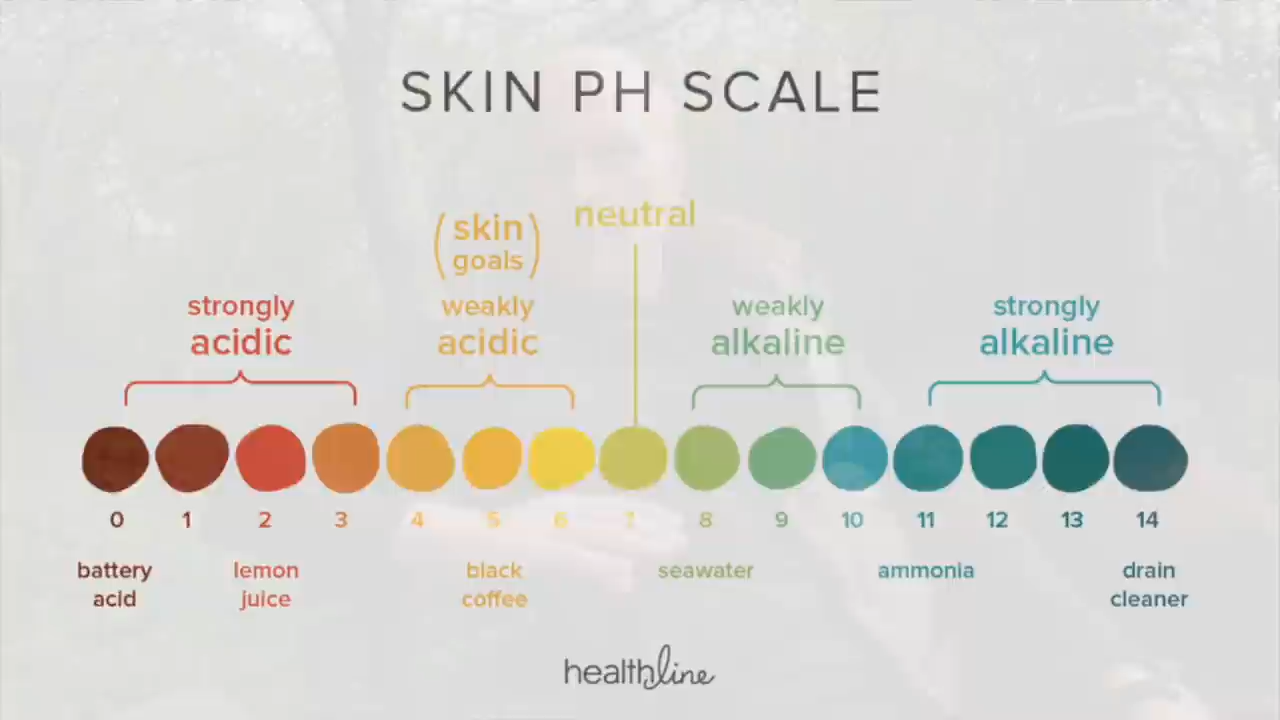 SKIN PH SCALE
(skin
goals)
neutral
strongly
acidic
weakly
acidic
weakly
alkaline
strongly
alkaline
0 1 2 3 4 5 6 7 8 9 10 11 12 13 14
battery
acid
lemon
juice
black
coffee
seawater
ammonia
drain
cleaner
healthline